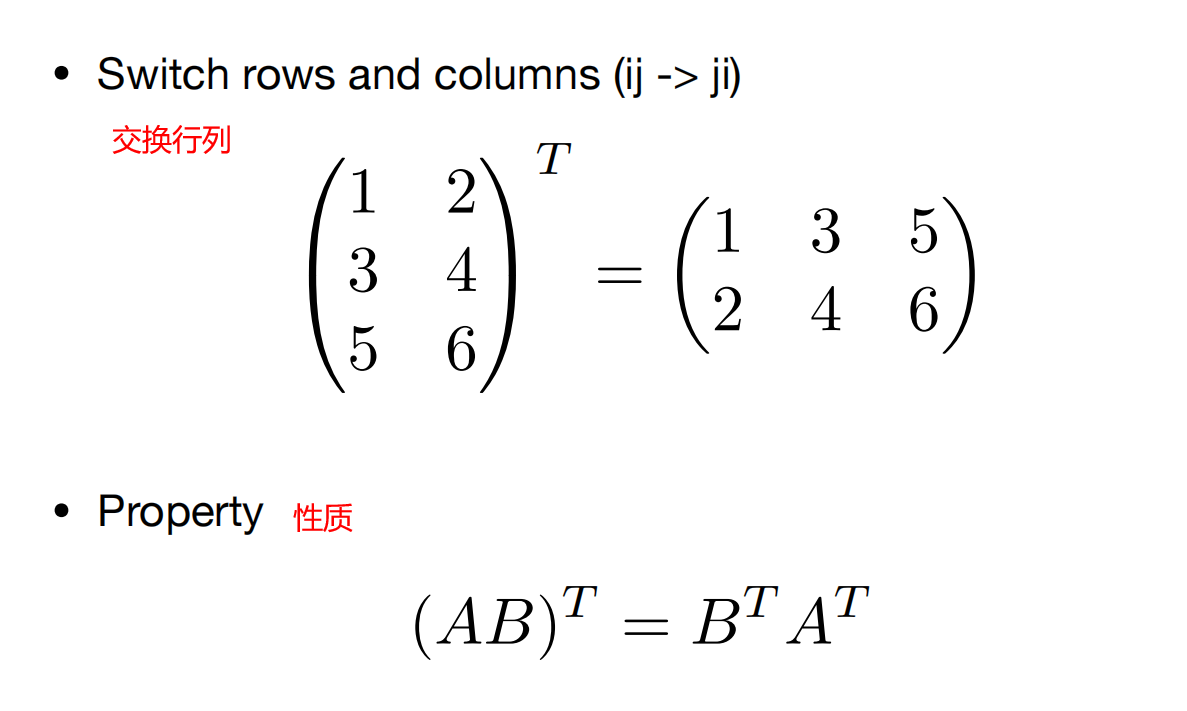 • Switch rows and columns (ij -> ji)
交换行列
1 2 T
3 4 = 1 3 5
5 6 2 4 6
• Property 性质
(AB)^T = B^T A^T